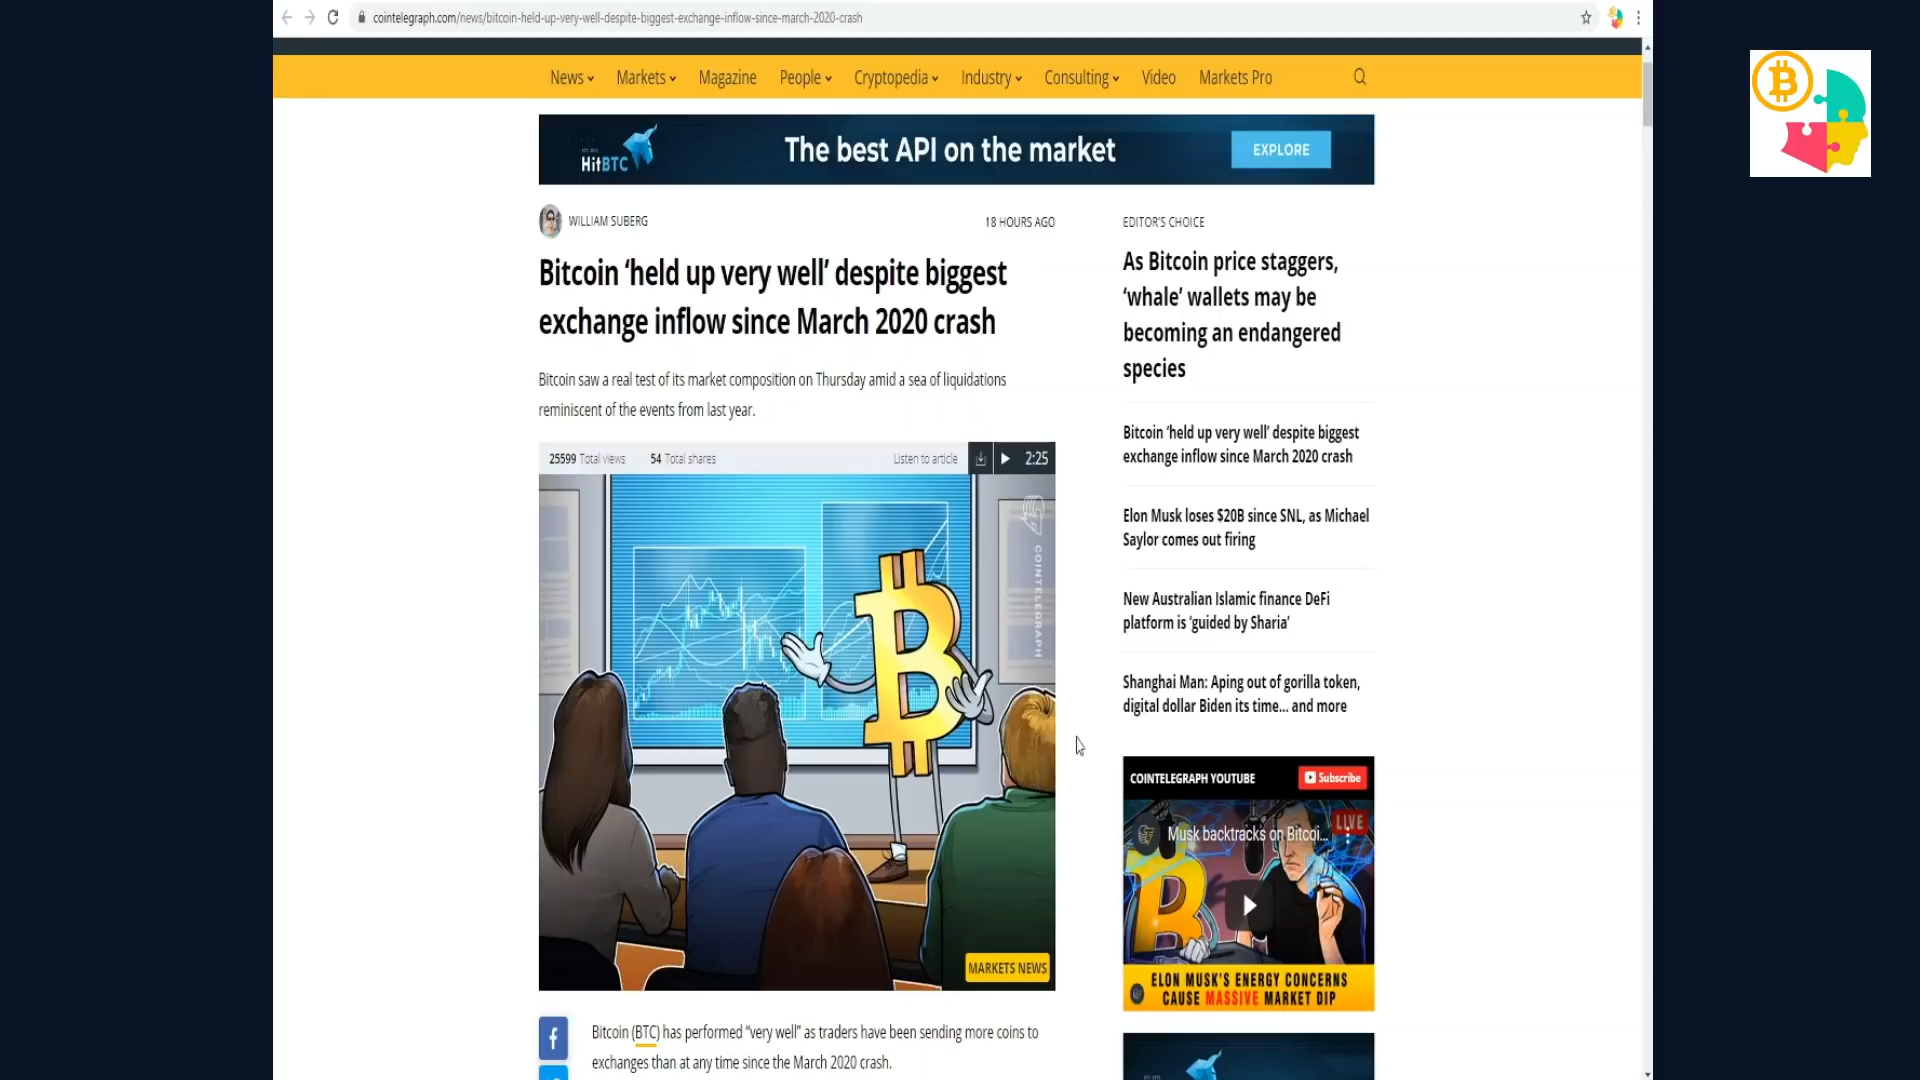 cointelegraph.com/news/bitcoin-held-up-very-well-despite-biggest-exchange-inflow-since-march-2020-crash
News Markets Magazine People Cryptopedia Industry Consulting Video Markets Pro
HitBTC
The best API on the market
EXPLORE
WILLIAM SUBERG
18 HOURS AGO
Bitcoin ‘held up very well’ despite biggest
exchange inflow since March 2020 crash
Bitcoin saw a real test of its market composition on Thursday amid a sea of liquidations
reminiscent of the events from last year.
25599 Total views 54 Total shares Listen to article 2:25
COINTELEGRAPH
MARKETS NEWS
Bitcoin (BTC) has performed “very well” as traders have been sending more coins to
exchanges than at any time since the March 2020 crash.
EDITOR’S CHOICE
As Bitcoin price staggers,
‘whale’ wallets may be
becoming an endangered
species
Bitcoin ‘held up very well’ despite biggest
exchange inflow since March 2020 crash
Elon Musk loses $20B since SNL, as Michael
Saylor comes out firing
New Australian Islamic finance DeFi
platform is ‘guided by Sharia’
Shanghai Man: Aping out of gorilla token,
digital dollar Biden its time… and more
COINTELEGRAPH YOUTUBE
Subscribe
LIVE
Musk backtracks on Bitcoi...
ELON MUSK'S ENERGY CONCERNS
CAUSE MASSIVE MARKET DIP